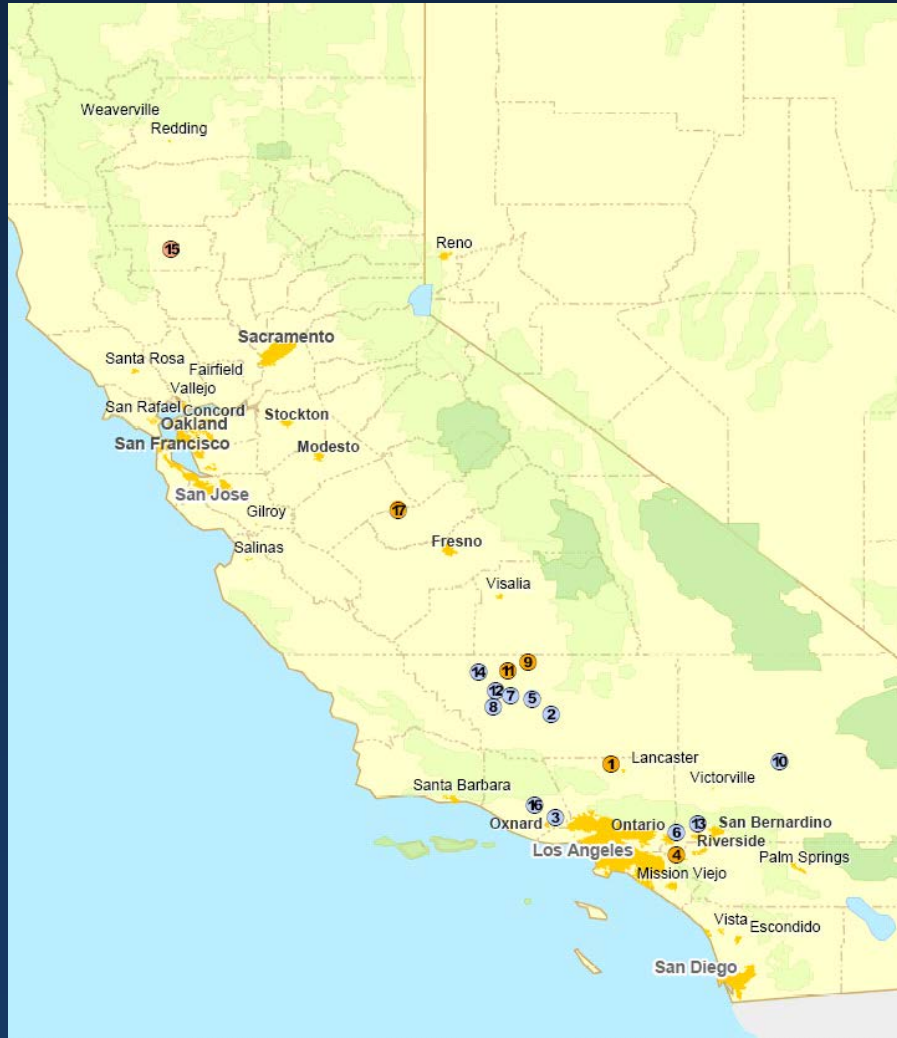 Weaverville
Redding
15
Reno
Sacramento
Santa Rosa
Fairfield
Vallejo
San Rafael
Concord
Stockton
Oakland
San Francisco
Modesto
San Jose
17
Gilroy
Fresno
Salinas
Visalia
9
11
14
12
7
5
8
2
1
Lancaster
10
Victorville
Santa Barbara
16
3
Oxnard
Ontario
13
San Bernardino
6
Riverside
Los Angeles
4
Palm Springs
Mission Viejo
Vista
Escondido
San Diego